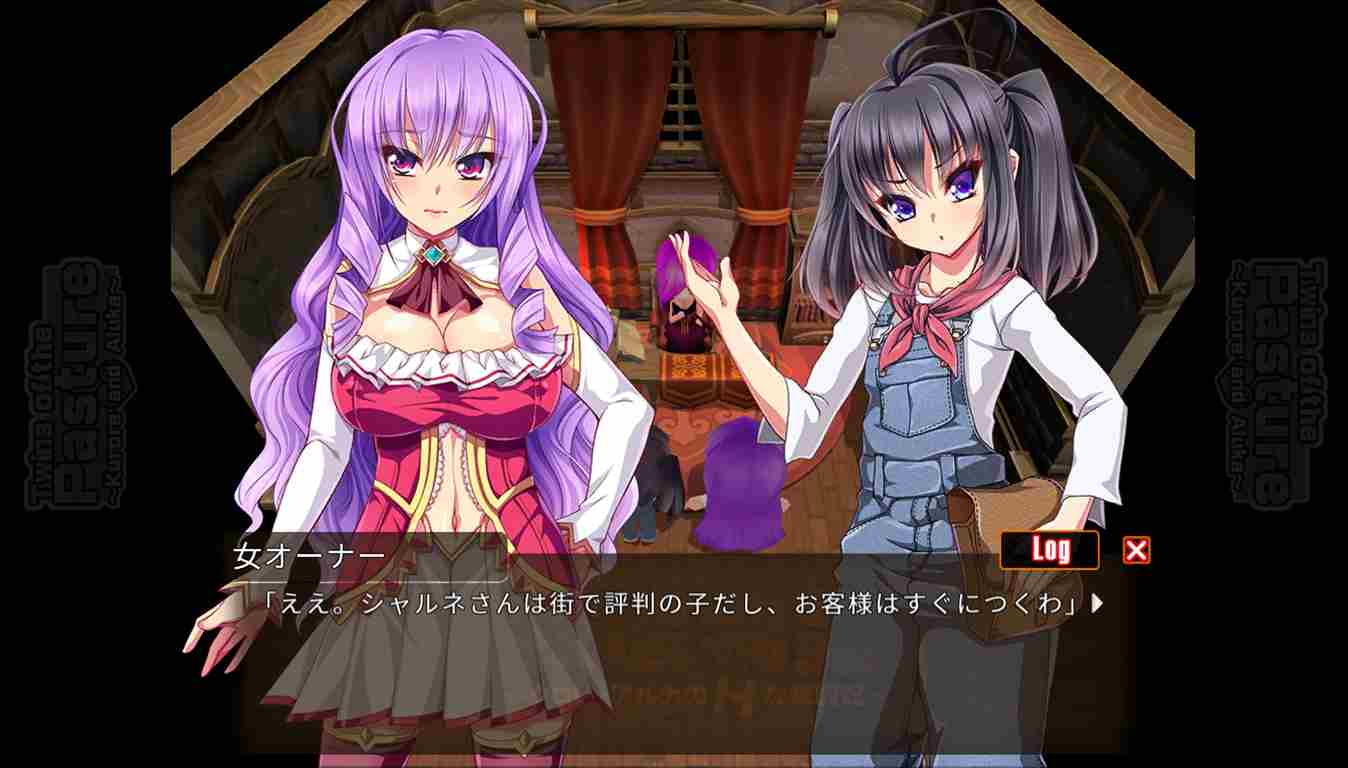 Twins of the
Pasture
~Kurore and Aluka~
女オーナー
Log
「ええ。シャルネさんは街で評判の子だし、お客様はすぐにつくわ」
Twins of the
Pasture
~Kurore and Aluka~